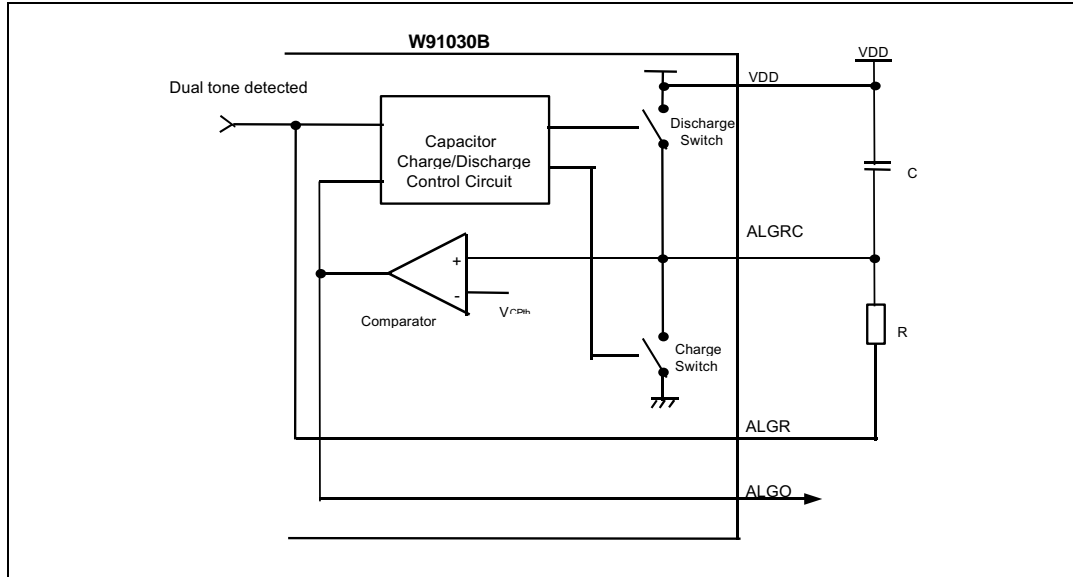 W91030B
VDD
VDD
Dual tone detected
Discharge
Switch
Capacitor
Charge/Discharge
Control Circuit
C
ALGRC
+
-
VCPth
Comparator
R
Charge
Switch
ALGR
ALGO